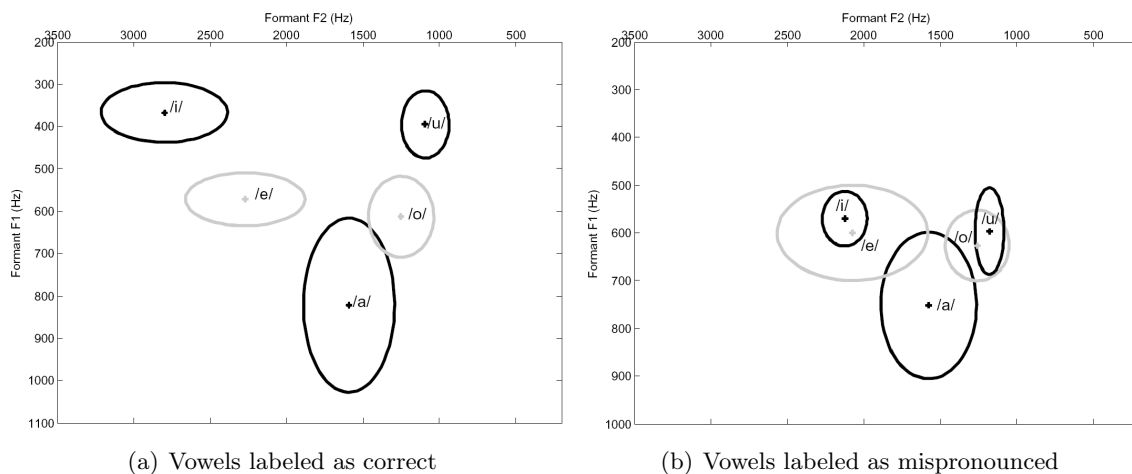 Formant F2 (Hz)
3500 3000 2500 2000 1500 1000 500
200
300
400
500
600
700
800
900
1000
1100
Formant F1 (Hz)
/i/
/u/
/e/
/o/
/a/
(a) Vowels labeled as correct
Formant F2 (Hz)
3500 3000 2500 2000 1500 1000 500
200
300
400
500
600
700
800
900
1000
Formant F1 (Hz)
/i/
/u/
/o/
/e/
/a/
(b) Vowels labeled as mispronounced